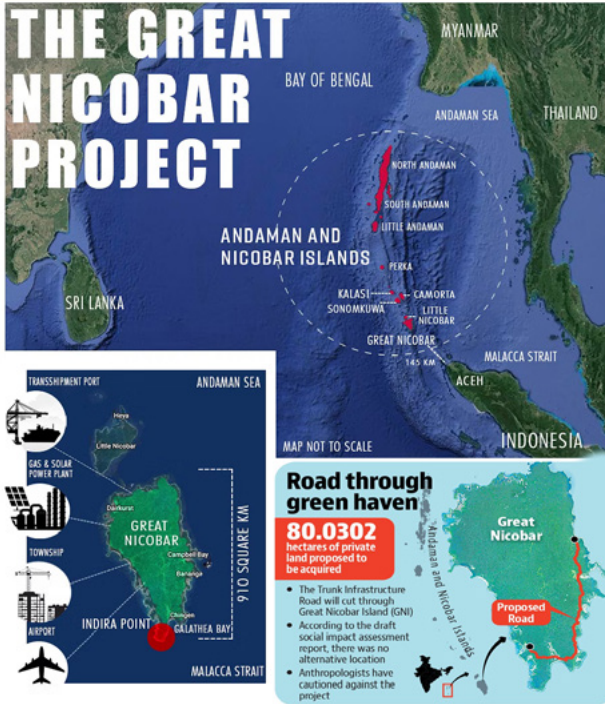 THE GREAT
NICOBAR
PROJECT
MYANMAR
BAY OF BENGAL
ANDAMAN SEA
THAILAND
NORTH ANDAMAN
SOUTH ANDAMAN
LITTLE ANDAMAN
ANDAMAN AND
NICOBAR ISLANDS
PERKA
KALASI
CAMORTA
SONOMKUWA
LITTLE
NICOBAR
GREAT NICOBAR
SRI LANKA
MALACCA STRAIT
145 KM
ACEH
INDONESIA
MAP NOT TO SCALE
TRANSSHIPMENT PORT
ANDAMAN SEA
Heya
Little Nicobar
GAS & SOLAR
POWER PLANT
GREAT
NICOBAR
910 SQUARE KM
Campbell Bay
TOWNSHIP
INDIRA POINT
GALATHEA BAY
AIRPORT
MALACCA STRAIT
Road through
green haven
80.0302
hectares of private
land proposed to
be acquired
• The Trunk Infrastructure
Road will cut through
Great Nicobar Island (GNI)
• According to the draft
social impact assessment
report, there was no
alternative location
• Anthropologists have
cautioned against the
project
Andaman and Nicobar Islands
Great
Nicobar
Proposed
Road